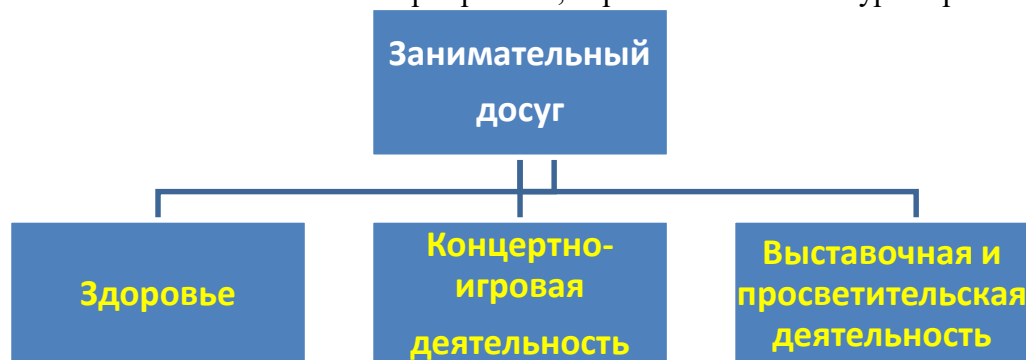 Занимательный
досуг
Здоровье
Концертно-
игровая
деятельность
Выставочная и
просветительская
деятельность